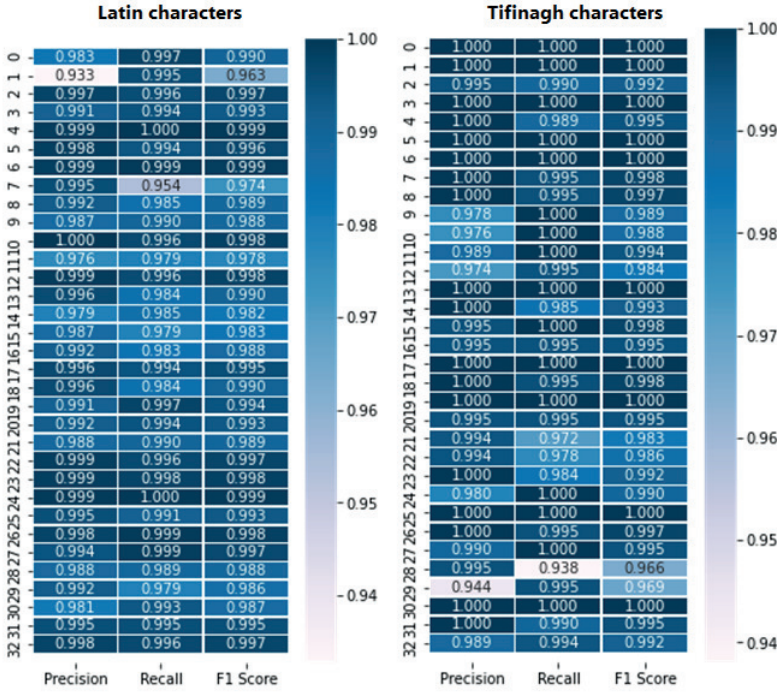 Latin characters
0 0.983 0.997 0.990
1 0.933 0.995 0.963
2 0.997 0.996 0.997
3 0.991 0.994 0.993
4 0.999 1.000 0.999
5 0.998 0.994 0.996
6 0.999 0.999 0.999
7 0.995 0.954 0.974
8 0.992 0.985 0.989
9 0.987 0.990 0.988
10 1.000 0.996 0.998
11 0.976 0.979 0.978
12 0.999 0.996 0.998
13 0.996 0.984 0.990
14 0.979 0.985 0.982
15 0.987 0.979 0.983
16 0.992 0.983 0.988
17 0.996 0.994 0.995
18 0.996 0.984 0.990
19 0.991 0.997 0.994
20 0.992 0.994 0.993
21 0.988 0.990 0.989
22 0.999 0.996 0.997
23 0.999 0.998 0.998
24 0.999 1.000 0.999
25 0.995 0.991 0.993
26 0.998 0.999 0.998
27 0.994 0.999 0.997
28 0.988 0.989 0.988
29 0.992 0.979 0.986
30 0.981 0.993 0.987
31 0.995 0.995 0.995
32 0.998 0.996 0.997
Precision Recall F1 Score
1.00
0.99
0.98
0.97
0.96
0.95
0.94
Tifinagh characters
0 1.000 1.000 1.000
1 1.000 1.000 1.000
2 0.995 0.990 0.992
3 1.000 1.000 1.000
4 1.000 0.989 0.995
5 1.000 1.000 1.000
6 1.000 1.000 1.000
7 1.000 0.995 0.998
8 1.000 0.995 0.997
9 0.978 1.000 0.989
10 0.976 1.000 0.988
11 0.989 1.000 0.994
12 0.974 0.995 0.984
13 1.000 1.000 1.000
14 1.000 0.985 0.993
15 0.995 1.000 0.998
16 0.995 0.995 0.995
17 1.000 1.000 1.000
18 1.000 0.995 0.998
19 1.000 1.000 1.000
20 0.995 0.995 0.995
21 0.994 0.972 0.983
22 0.994 0.978 0.986
23 1.000 0.984 0.992
24 0.980 1.000 0.990
25 1.000 1.000 1.000
26 1.000 0.995 0.997
27 0.990 1.000 0.995
28 0.995 0.938 0.966
29 0.944 0.995 0.969
30 1.000 1.000 1.000
31 1.000 0.990 0.995
32 0.989 0.994 0.992
Precision Recall F1 Score
1.00
0.99
0.98
0.97
0.96
0.95
0.94